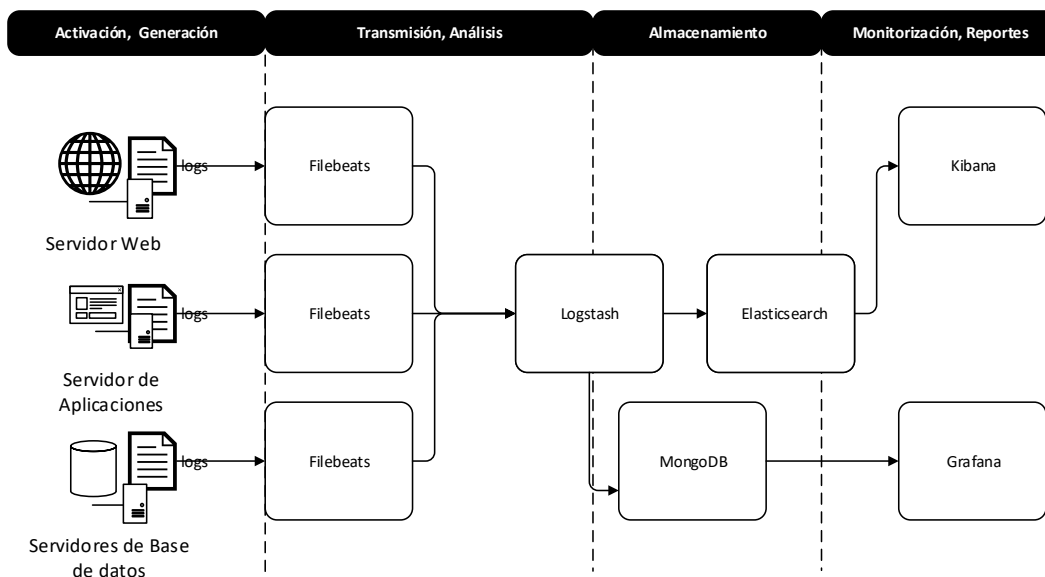 Activación, Generación
Transmisión, Análisis
Almacenamiento
Monitorización, Reportes
logs
Filebeats
Kibana
Servidor Web
logs
Filebeats
Logstash
Elasticsearch
Servidor de
Aplicaciones
logs
Filebeats
MongoDB
Grafana
Servidores de Base
de datos